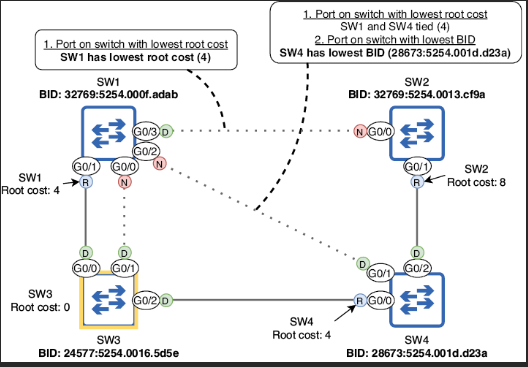 1. Port on switch with lowest root cost
SW1 has lowest root cost (4)
1. Port on switch with lowest root cost
SW1 and SW4 tied (4)
2. Port on switch with lowest BID
SW4 has lowest BID (28673:5254.001d.d23a)
SW1
BID: 32769:5254.000f.adab
SW2
BID: 32769:5254.0013.cf9a
G0/3
D
N
G0/0
G0/2
N
G0/1
G0/0
G0/1
SW1
Root cost: 4
R
N
R
SW2
Root cost: 8
D
D
D
D
G0/0
G0/1
G0/1
G0/2
SW3
Root cost: 0
G0/2
D
R
G0/0
SW4
Root cost: 4
SW3
BID: 24577:5254.0016.5d5e
SW4
BID: 28673:5254.001d.d23a